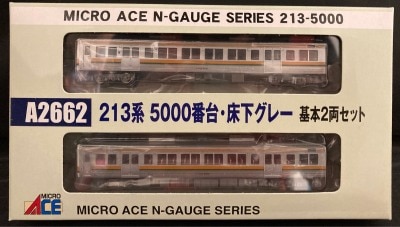 MICRO ACE N-GAUGE SERIES 213-5000
A2662 213系 5000番台・床下グレー 基本2両セット
MICRO
ACE
MICRO ACE N-GAUGE SERIES